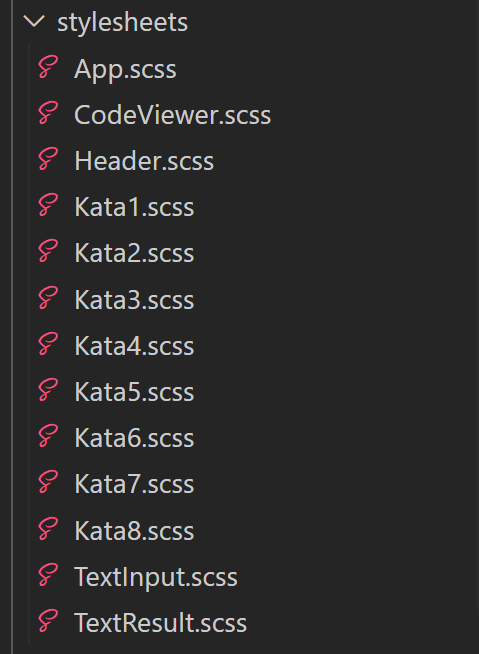 stylesheets
App.scss
CodeViewer.scss
Header.scss
Kata1.scss
Kata2.scss
Kata3.scss
Kata4.scss
Kata5.scss
Kata6.scss
Kata7.scss
Kata8.scss
TextInput.scss
TextResult.scss